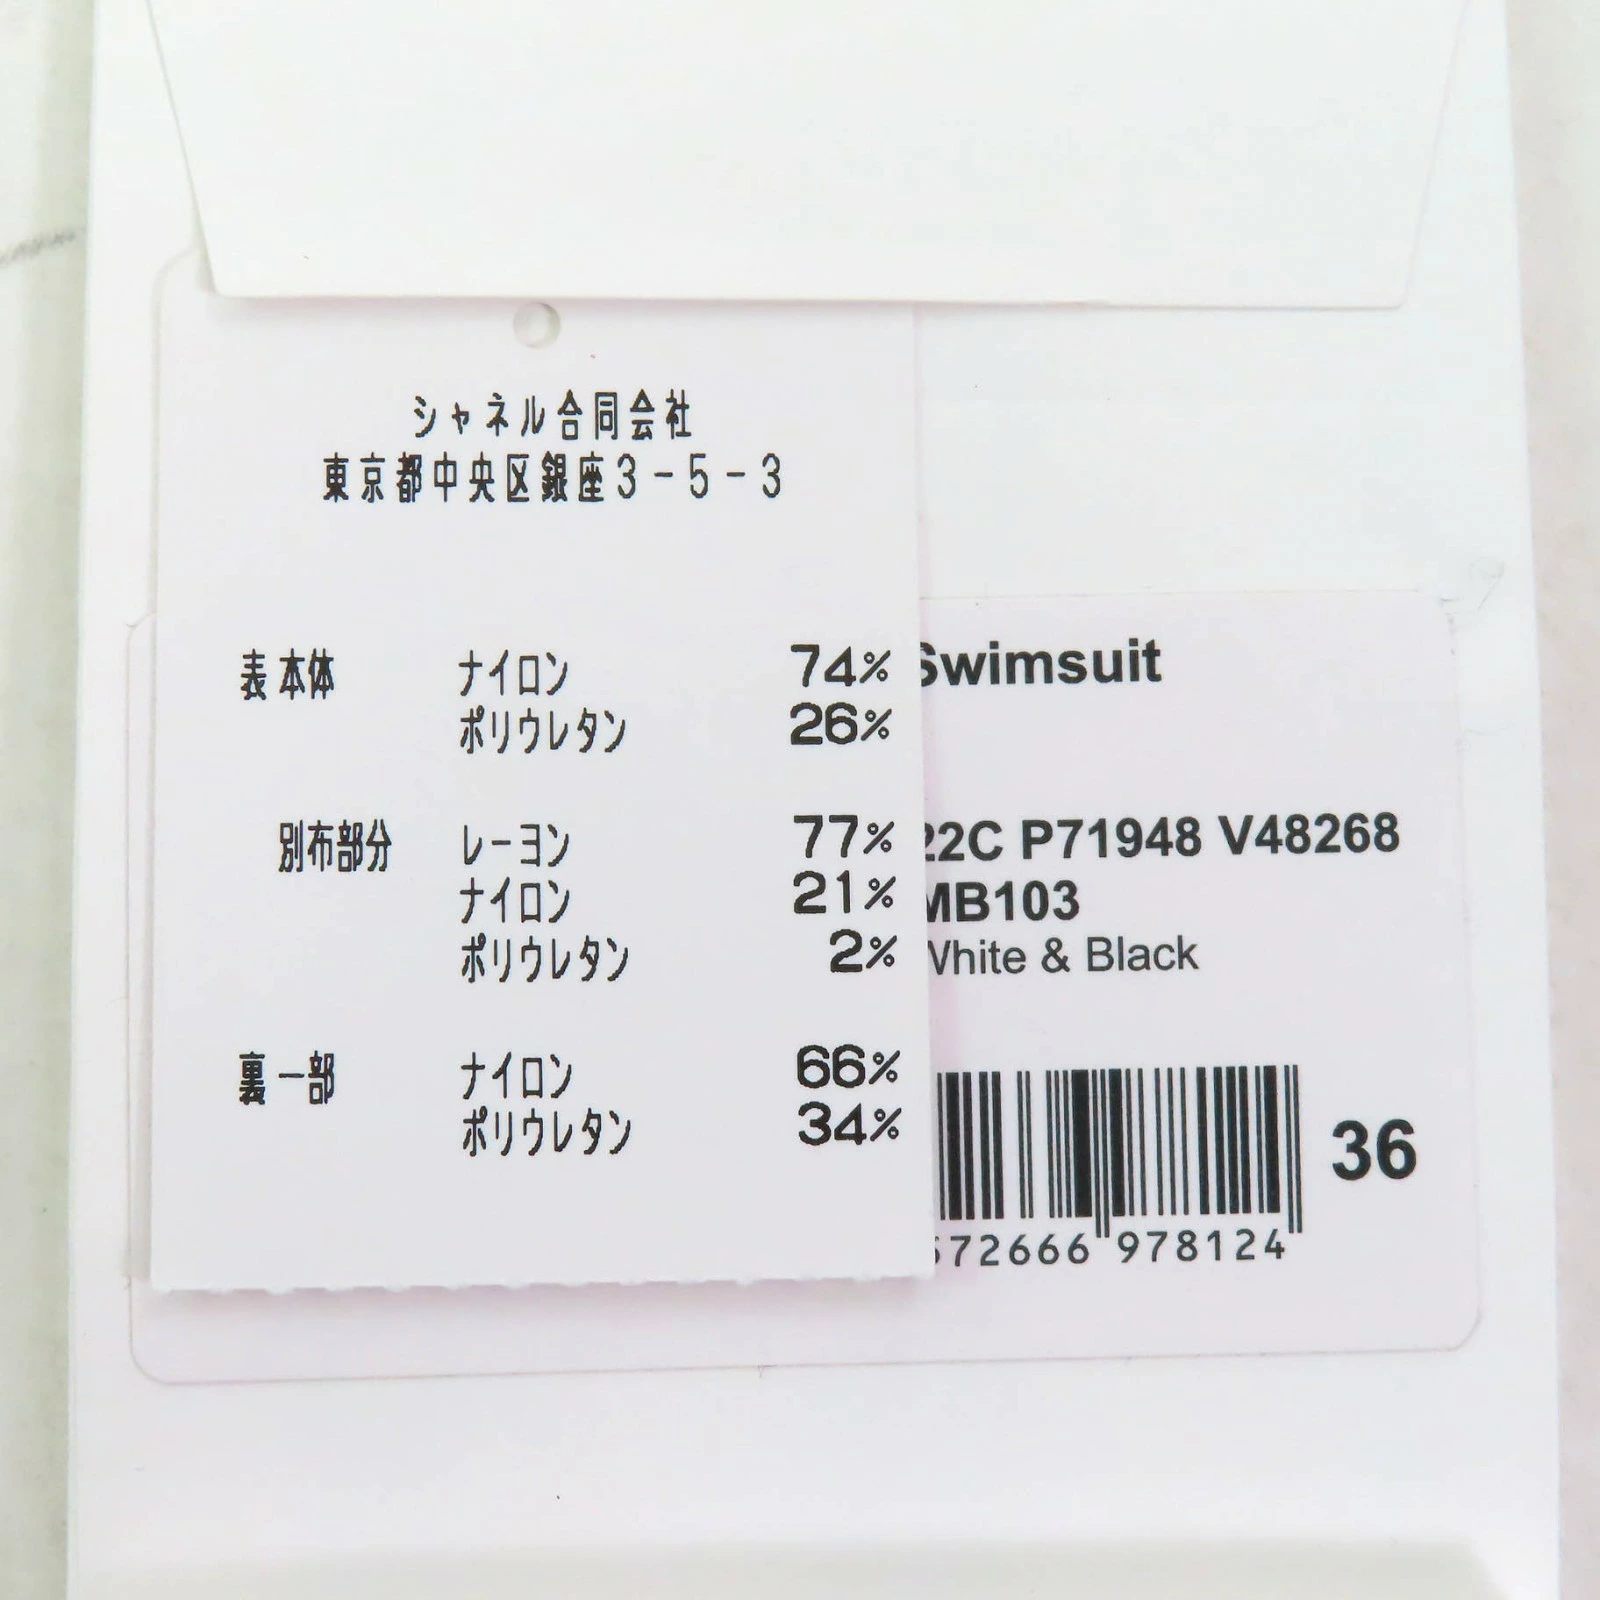 シャネル合同会社
東京都中央区銀座3-5-3
表 本体 ナイロン 74%
ポリウレタン 26%
別布部分 レーヨン 77%
ナイロン 21%
ポリウレタン 2%
裏 一部 ナイロン 66%
ポリウレタン 34%
Swimsuit
22C P71948 V48268
MB103
White & Black
36
72666 978124